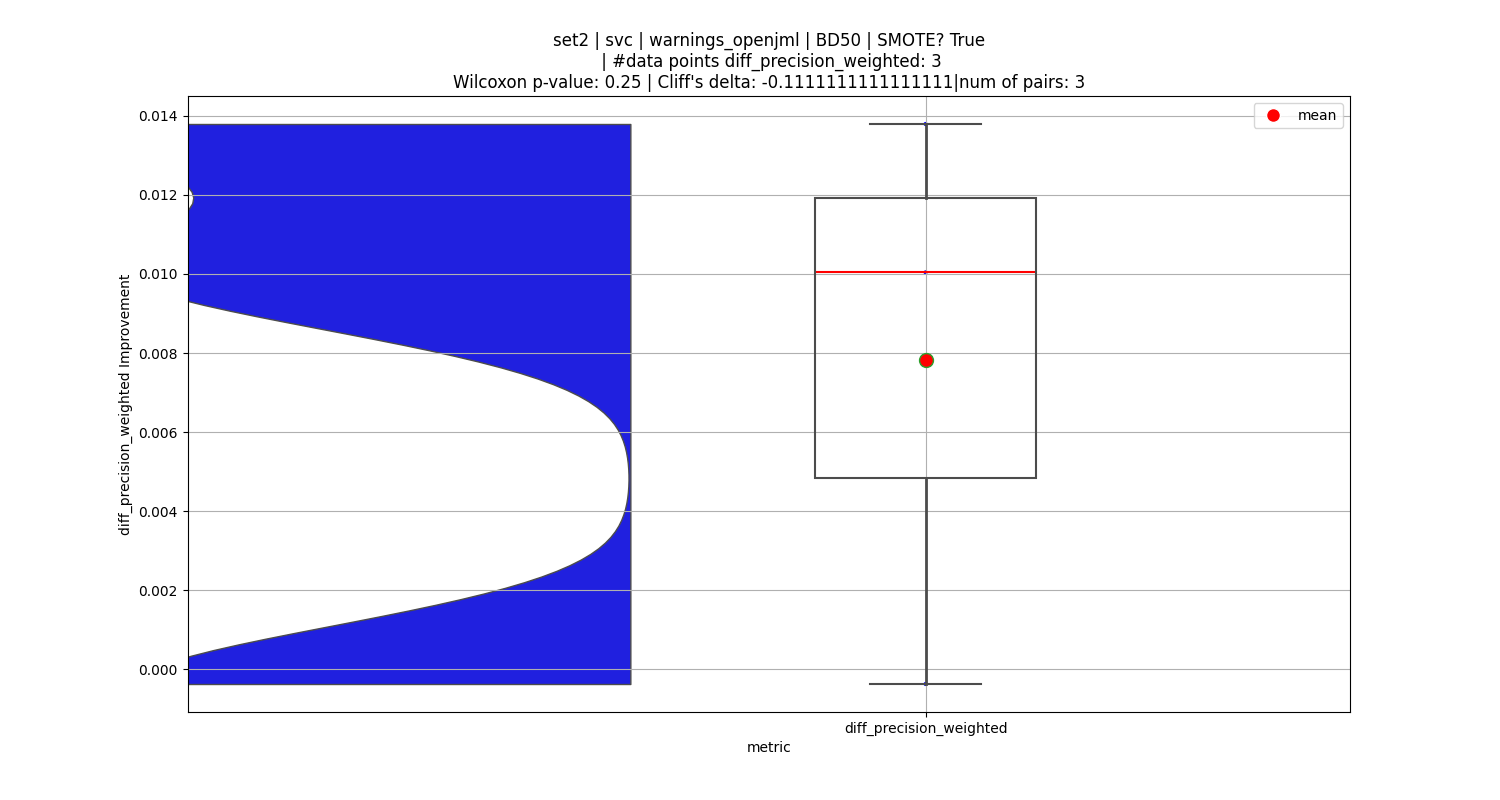 set2 | svc | warnings_openjml | BD50 | SMOTE? True
| #data points diff_precision_weighted: 3
Wilcoxon p-value: 0.25 | Cliff's delta: -0.1111111111111111|num of pairs: 3
mean
0.014
0.012
0.010
0.008
0.006
0.004
0.002
0.000
diff_precision_weighted Improvement
diff_precision_weighted
metric